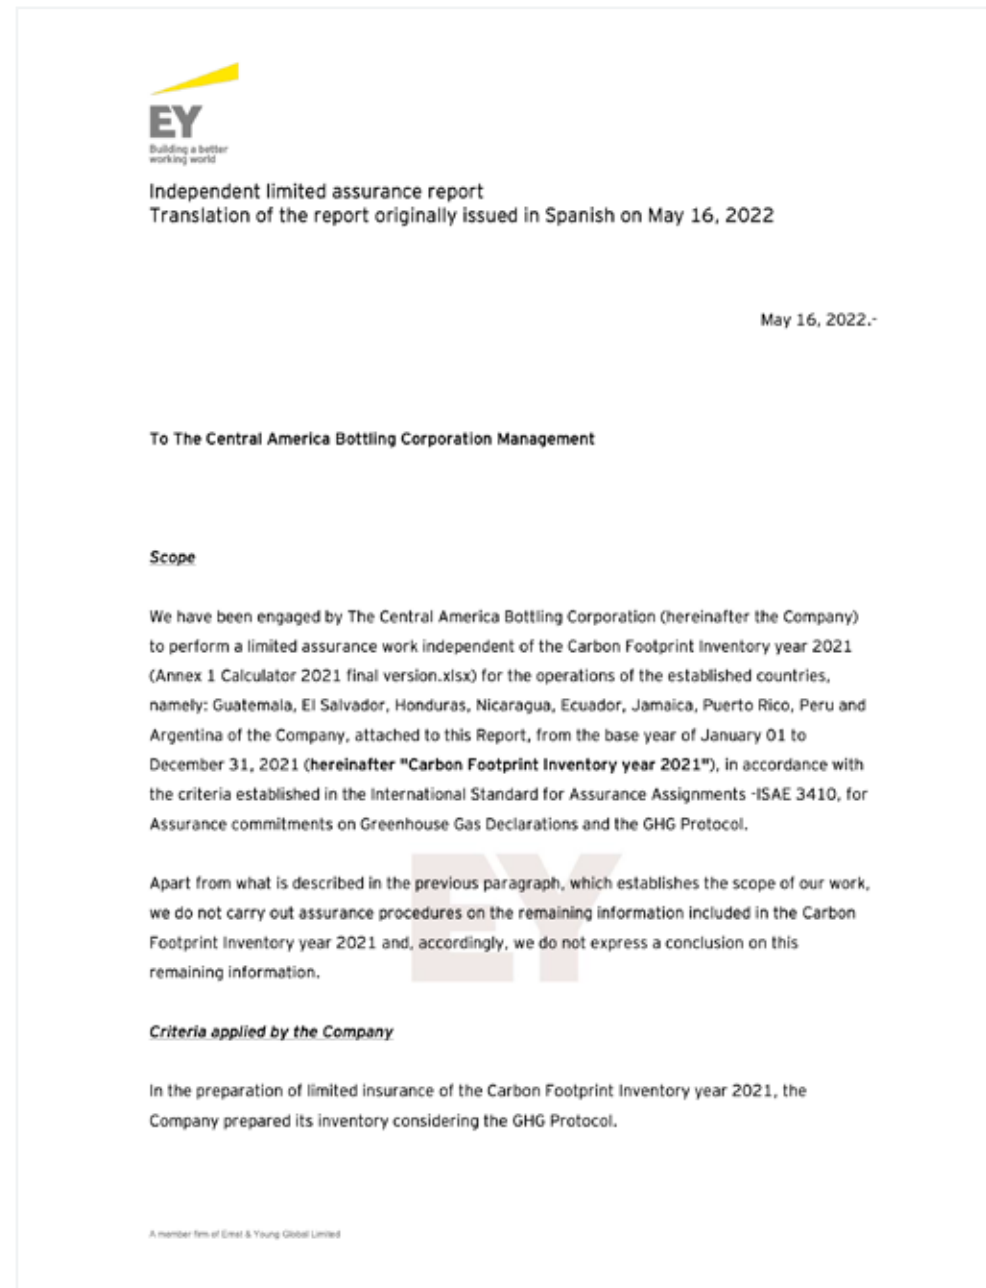 EY
Building a better
working world
Independent limited assurance report
Translation of the report originally issued in Spanish on May 16, 2022
May 16, 2022.-
To The Central America Bottling Corporation Management
Scope
We have been engaged by The Central America Bottling Corporation (hereinafter the Company)
to perform a limited assurance work independent of the Carbon Footprint Inventory year 2021
(Annex 1 Calculator 2021 final version.xlsx) for the operations of the established countries,
namely: Guatemala, El Salvador, Honduras, Nicaragua, Ecuador, Jamaica, Puerto Rico, Peru and
Argentina of the Company, attached to this Report, from the base year of January 01 to
December 31, 2021 (hereinafter "Carbon Footprint Inventory year 2021"), in accordance with
the criteria established in the International Standard for Assurance Assignments -ISAE 3410, for
Assurance commitments on Greenhouse Gas Declarations and the GHG Protocol.
Apart from what is described in the previous paragraph, which establishes the scope of our work,
we do not carry out assurance procedures on the remaining information included in the Carbon
Footprint Inventory year 2021 and, accordingly, we do not express a conclusion on this
remaining information.
EY
Criteria applied by the Company
In the preparation of limited insurance of the Carbon Footprint Inventory year 2021, the
Company prepared its inventory considering the GHG Protocol.
A member firm of Ernst & Young Global Limited